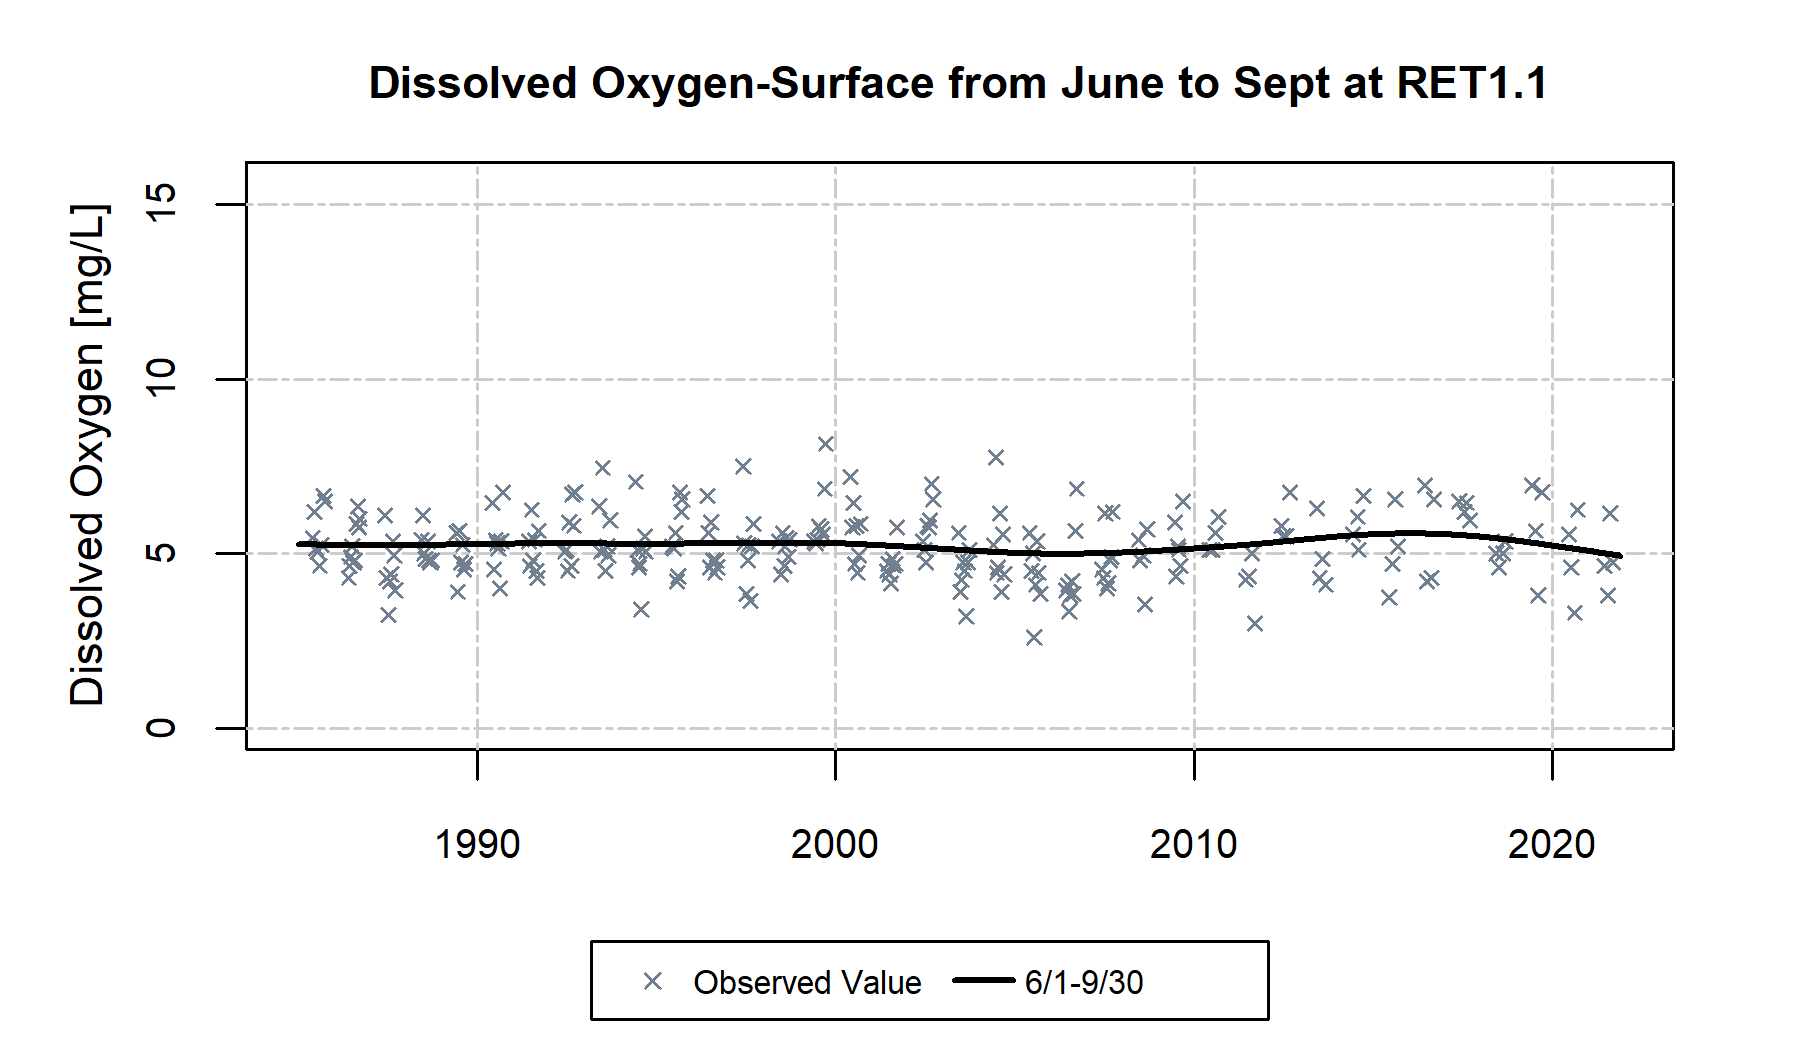 Dissolved Oxygen-Surface from June to Sept at RET1.1
Dissolved Oxygen [mg/L]
15
10
5
0
1990 2000 2010 2020
Observed Value 6/1-9/30